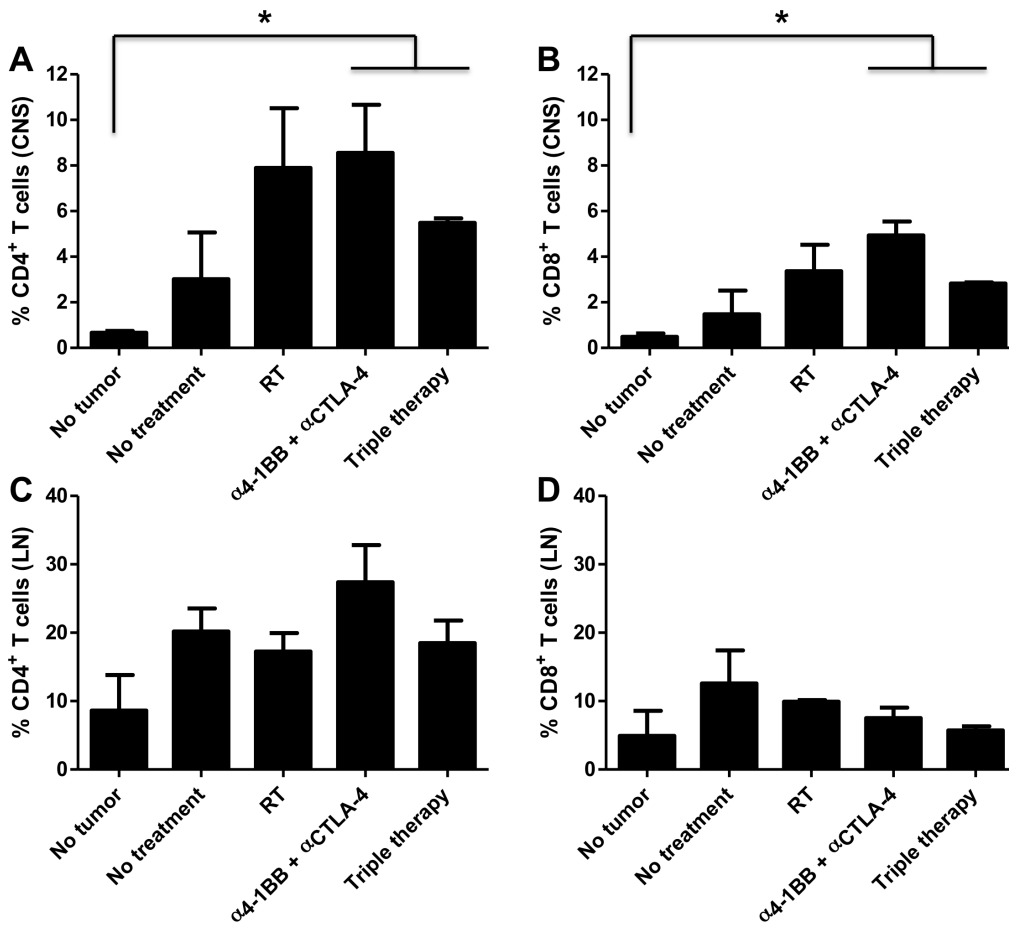 *
A
% CD4⁺ T cells (CNS)
12
10
8
6
4
2
0
No tumor
No treatment
RT
α4-1BB + αCTLA-4
Triple therapy
*
B
% CD8⁺ T cells (CNS)
12
10
8
6
4
2
0
No tumor
No treatment
RT
α4-1BB + αCTLA-4
Triple therapy
C
% CD4⁺ T cells (LN)
40
30
20
10
0
No tumor
No treatment
RT
α4-1BB + αCTLA-4
Triple therapy
D
% CD8⁺ T cells (LN)
40
30
20
10
0
No tumor
No treatment
RT
α4-1BB + αCTLA-4
Triple therapy